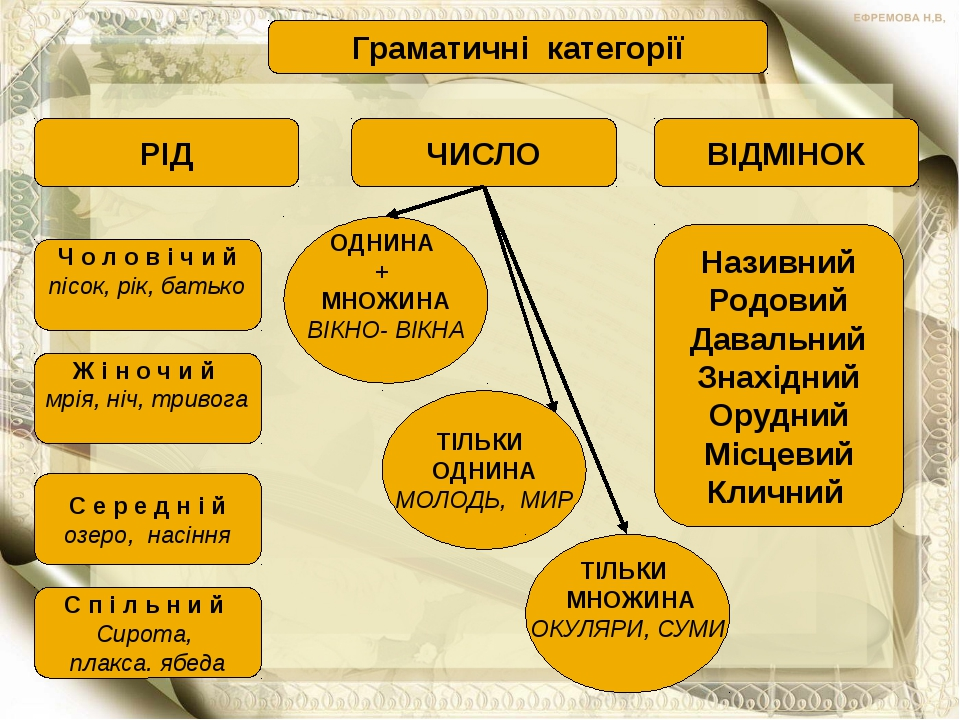 ЕФРЕМОВА Н,В,
Граматичні категорії
РІД
ЧИСЛО
ВІДМІНОК
Ч о л о в і ч и й
пісок, рік, батько
Ж і н о ч и й
мрія, ніч, тривога
С е р е д н і й
озеро, насіння
С п і л ь н и й
Сирота,
плакса. ябеда
ОДНИНА
+
МНОЖИНА
ВІКНО- ВІКНА
ТІЛЬКИ
ОДНИНА
МОЛОДЬ, МИР
ТІЛЬКИ
МНОЖИНА
ОКУЛЯРИ, СУМИ
Називний
Родовий
Давальний
Знахідний
Орудний
Місцевий
Кличний